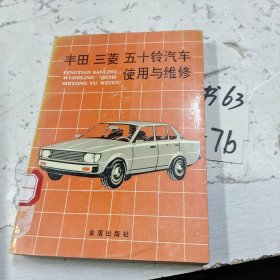 丰田 三菱 五十铃汽车
使用与维修
FENGTIAN SANLING
WUSHILING QICHE
SHIYONG YU WEIXIU
书63
76
金盾出版社